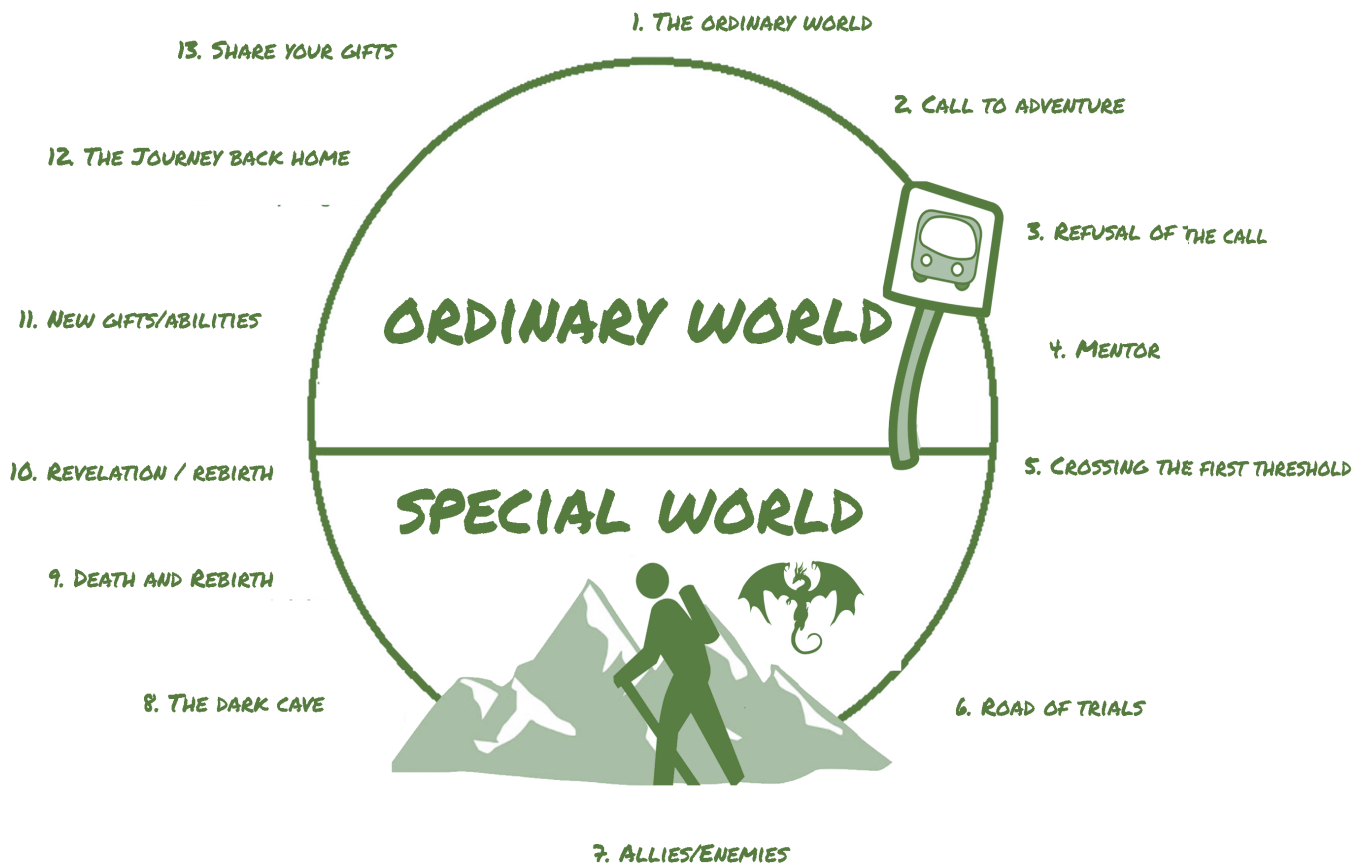 1. The ordinary world
2. Call to adventure
3. Refusal of the call
4. Mentor
5. Crossing the first threshold
6. Road of trials
7. Allies/Enemies
8. The dark cave
9. Death and Rebirth
10. Revelation / rebirth
11. New gifts/abilities
12. The Journey back home
13. Share your gifts
ORDINARY WORLD
SPECIAL WORLD